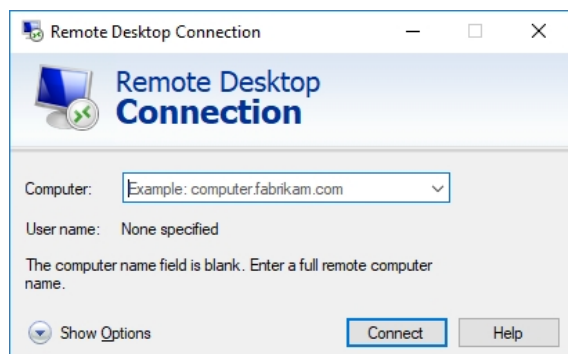 Remote Desktop Connection
Remote Desktop
Connection
Computer: Example: computer.fabrikam.com
User name: None specified
The computer name field is blank. Enter a full remote computer
name.
Show Options Connect Help